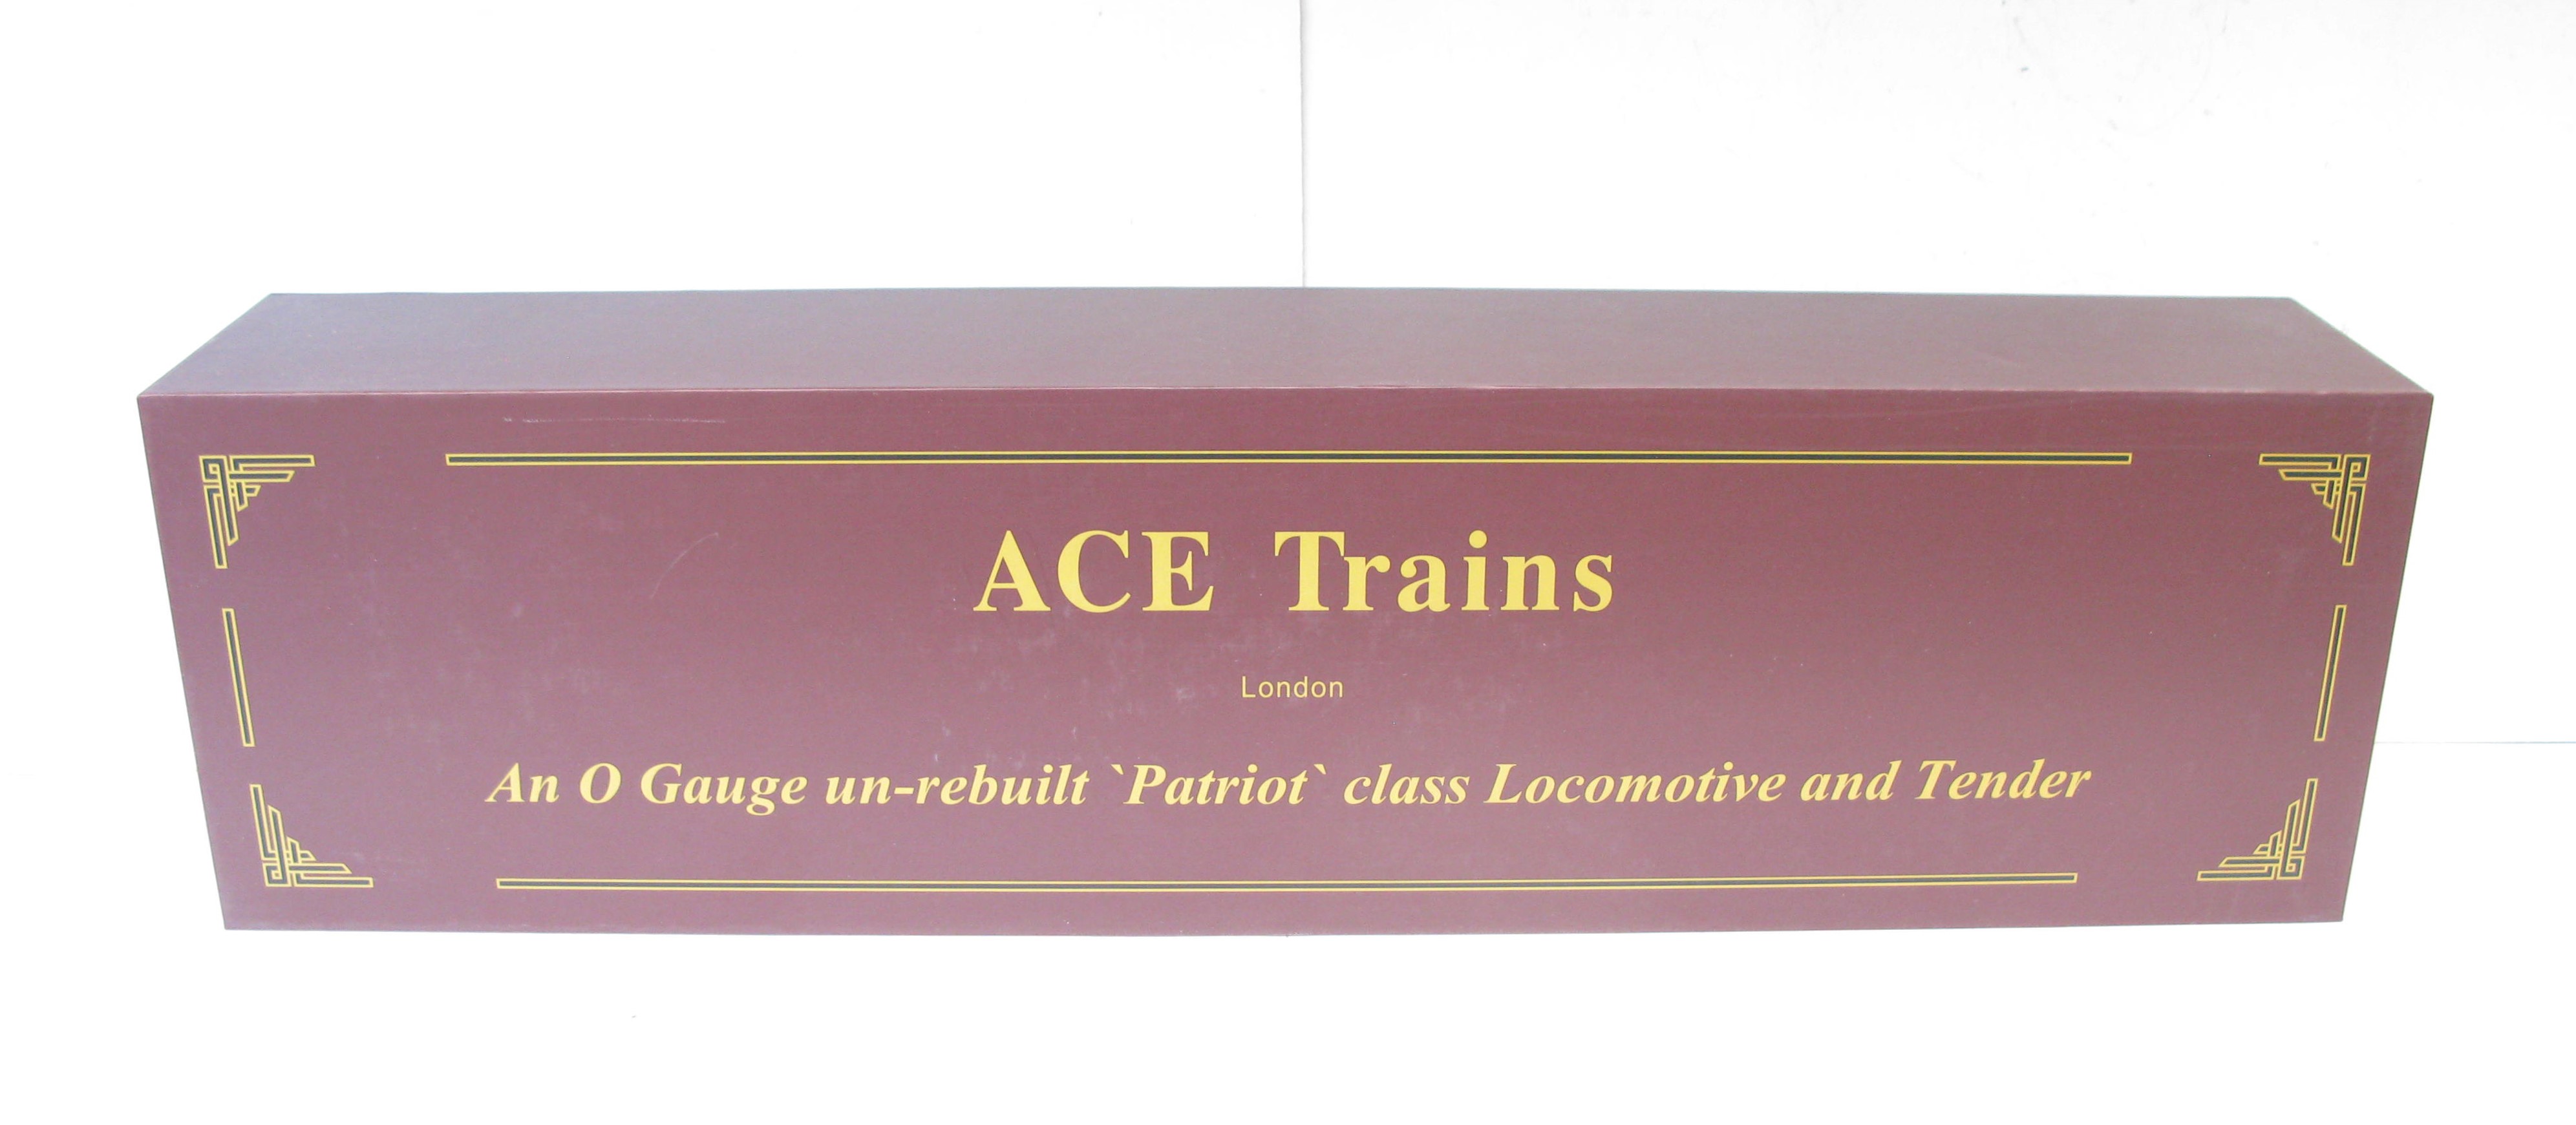 ACE Trains
London
An O Gauge un-rebuilt `Patriot` class Locomotive and Tender